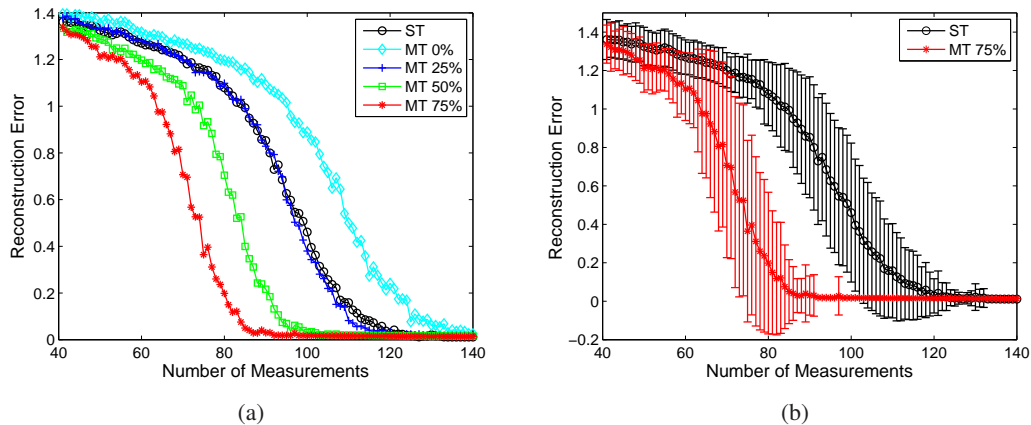 1.4
1.2
1
0.8
0.6
0.4
0.2
0
40 60 80 100 120 140
Reconstruction Error
Number of Measurements
ST
MT 0%
MT 25%
MT 50%
MT 75%
(a)
1.4
1.2
1
0.8
0.6
0.4
0.2
0
−0.2
40 60 80 100 120 140
Reconstruction Error
Number of Measurements
ST
MT 75%
(b)